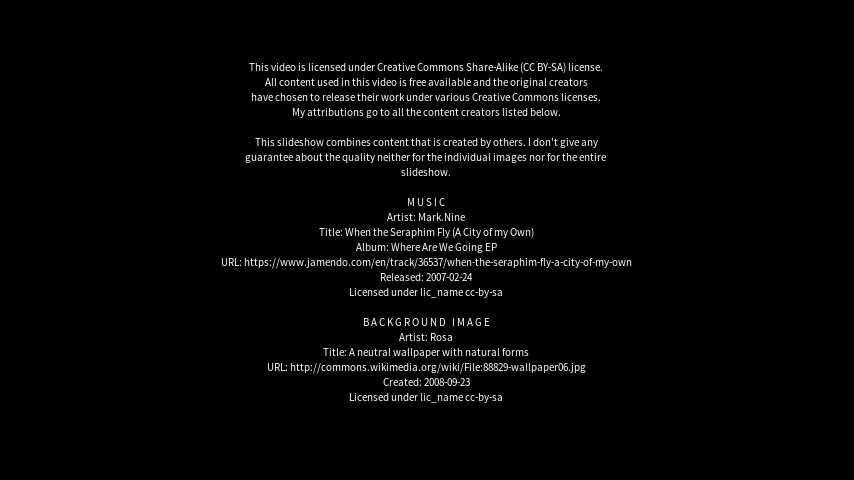 This video is licensed under Creative Commons Share-Alike (CC BY-SA) license.
All content used in this video is free available and the original creators
have chosen to release their work under various Creative Commons licenses.
My attributions go to all the content creators listed below.
This slideshow combines content that is created by others. I don't give any
guarantee about the quality neither for the individual images nor for the entire
slideshow.
MUSIC
Artist: Mark.Nine
Title: When the Seraphim Fly (A City of my Own)
Album: Where Are We Going EP
URL: https://www.jamendo.com/en/track/36537/when-the-seraphim-fly-a-city-of-my-own
Released: 2007-02-24
Licensed under lic_name cc-by-sa
BACKGROUND IMAGE
Artist: Rosa
Title: A neutral wallpaper with natural forms
URL: http://commons.wikimedia.org/wiki/File:88829-wallpaper06.jpg
Created: 2008-09-23
Licensed under lic_name cc-by-sa